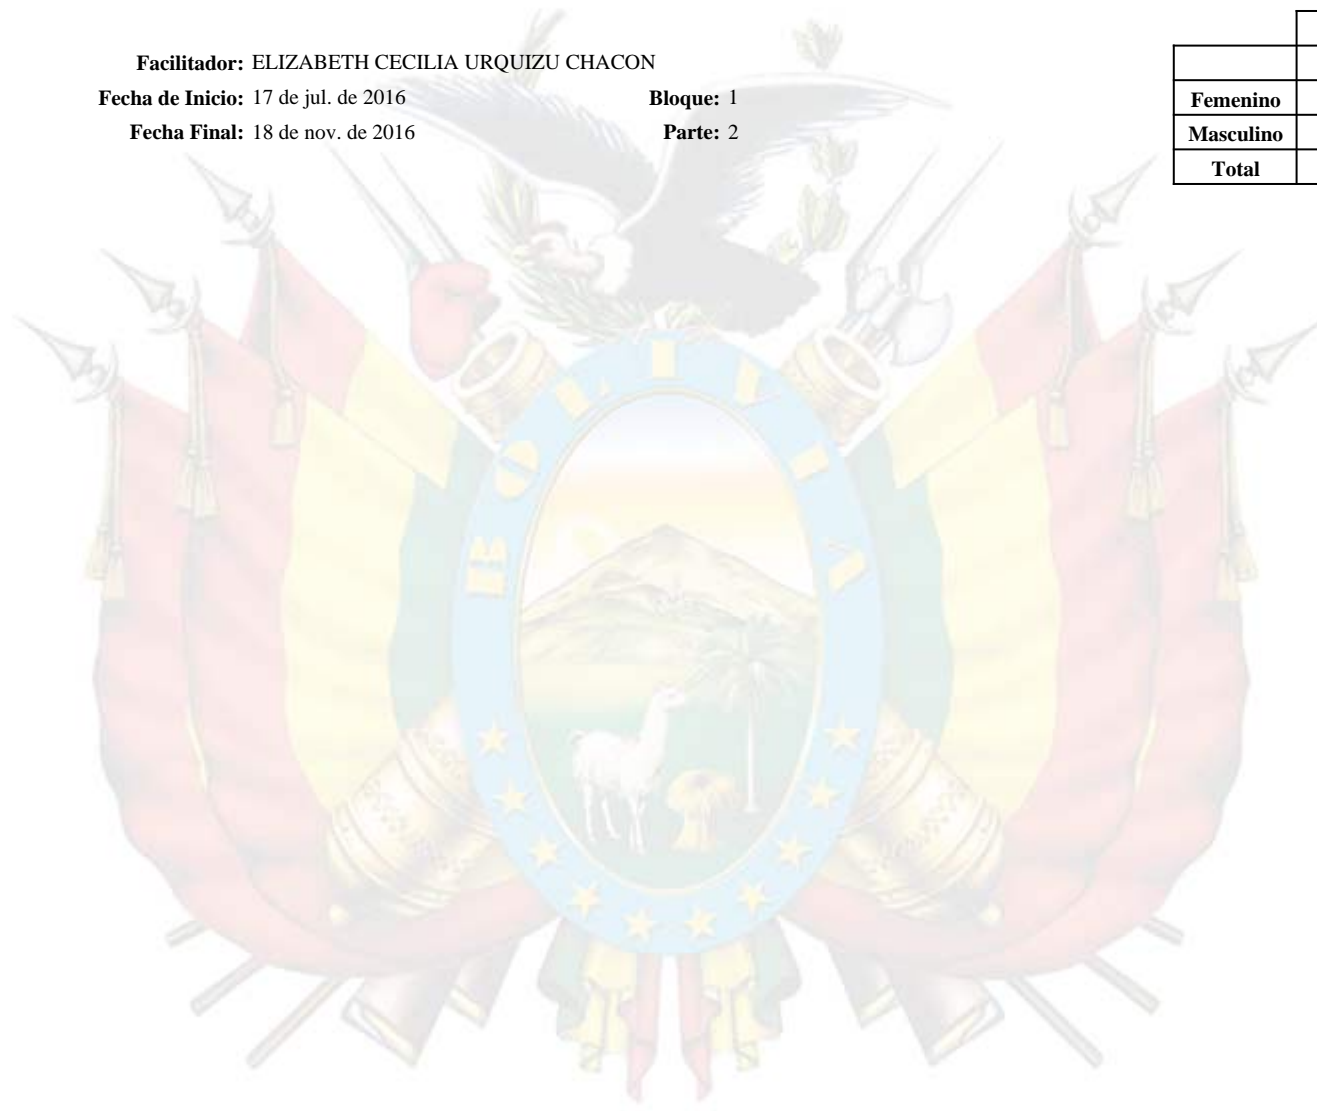 Facilitador: ELIZABETH CECILIA URQUIZU CHACON
Fecha de Inicio: 17 de jul. de 2016 Bloque: 1
Fecha Final: 18 de nov. de 2016 Parte: 2
Femenino
Masculino
Total
BOLIVIA